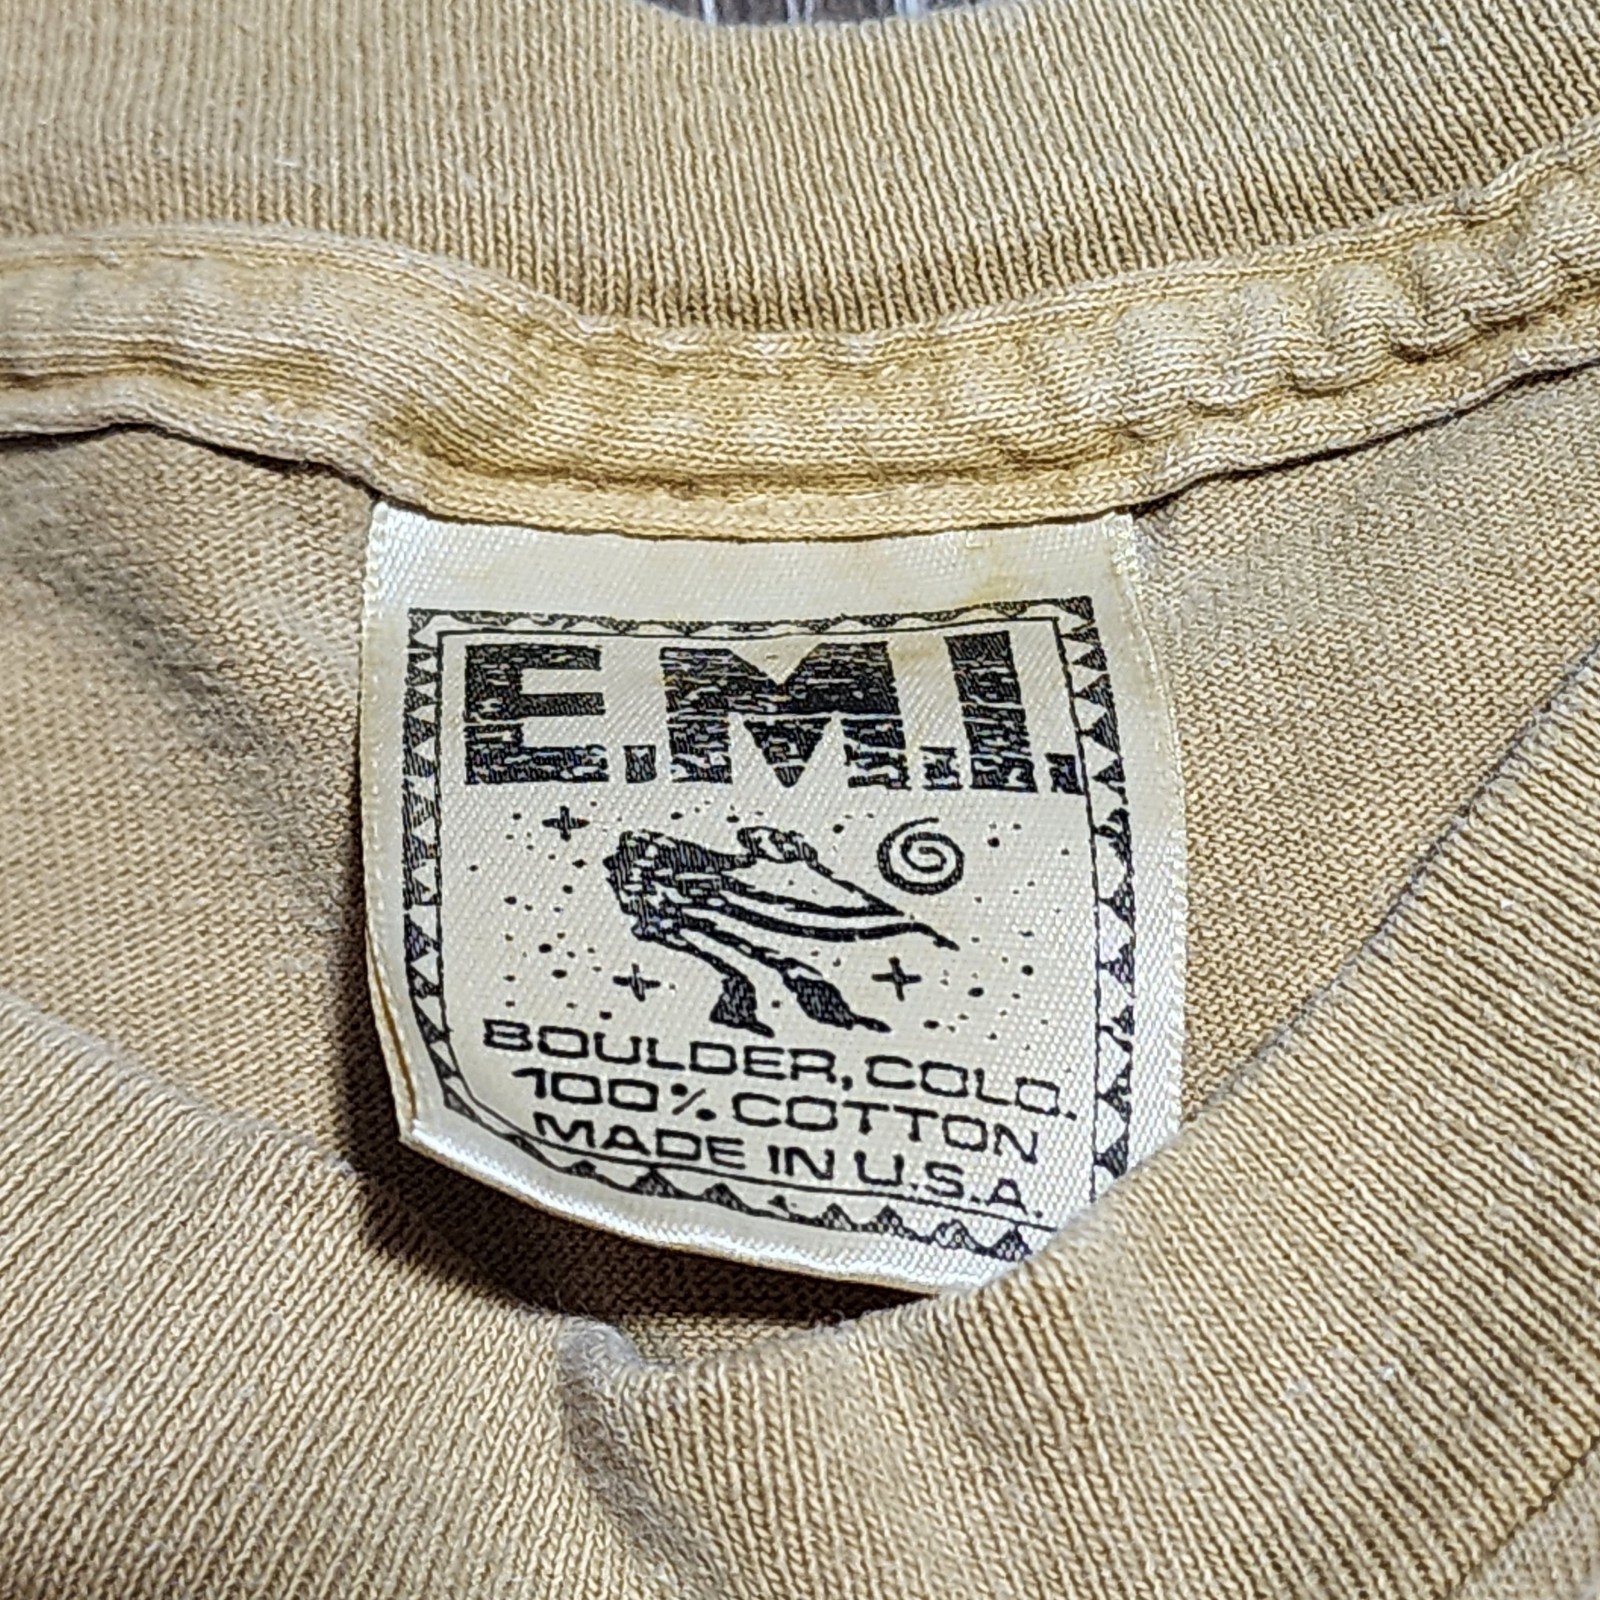 E.M.I.
BOULDER, COLO.
100% COTTON
MADE IN U.S.A.